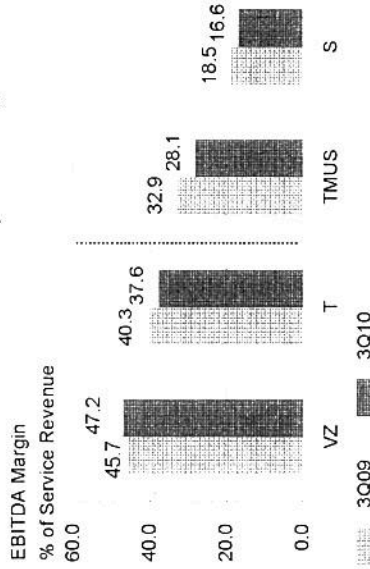 EBITDA Margin
% of Service Revenue
60.0
40.0
20.0
0.0
45.7
47.2
40.3
37.6
32.9
28.1
18.5
16.6
VZ
T
TMUS
S
3Q09
3Q10